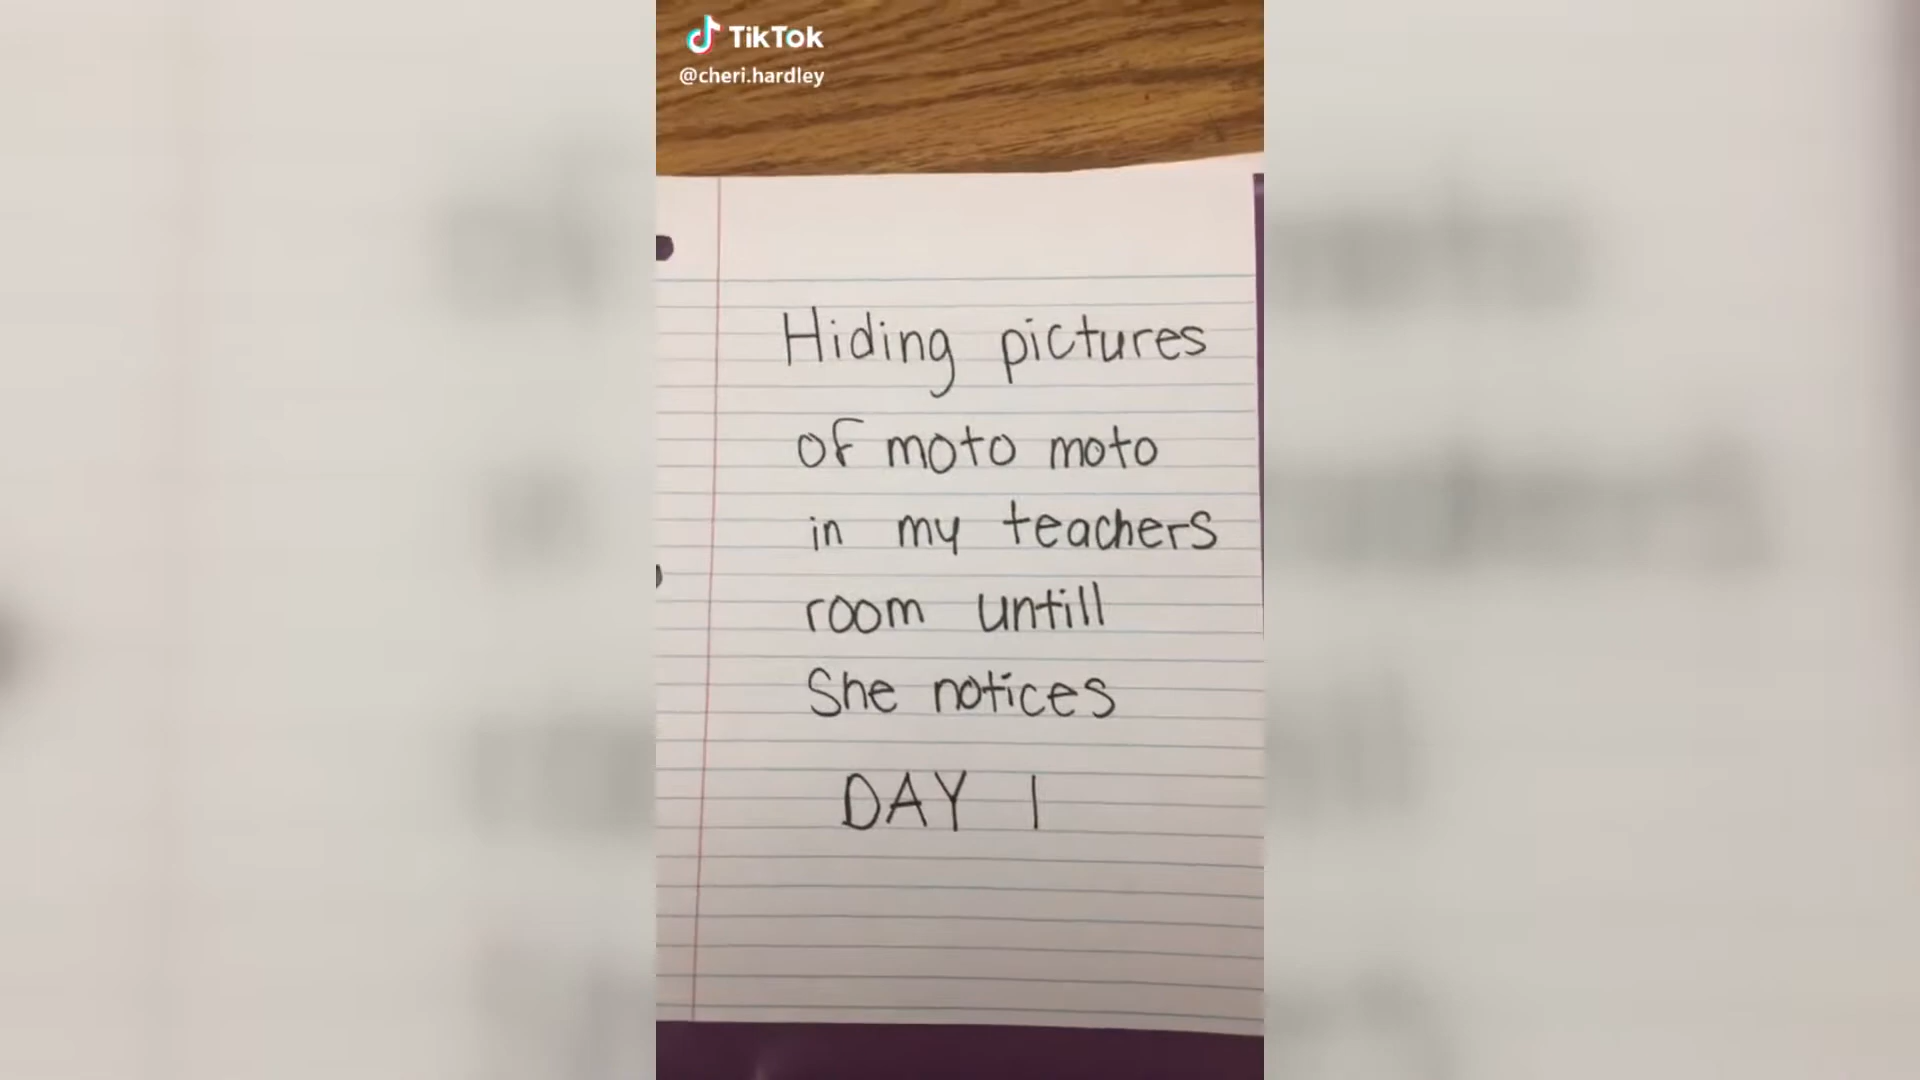 TikTok
@cheri.hardley
Hiding pictures
of moto moto
in my teachers
room untill
She notices
DAY 1